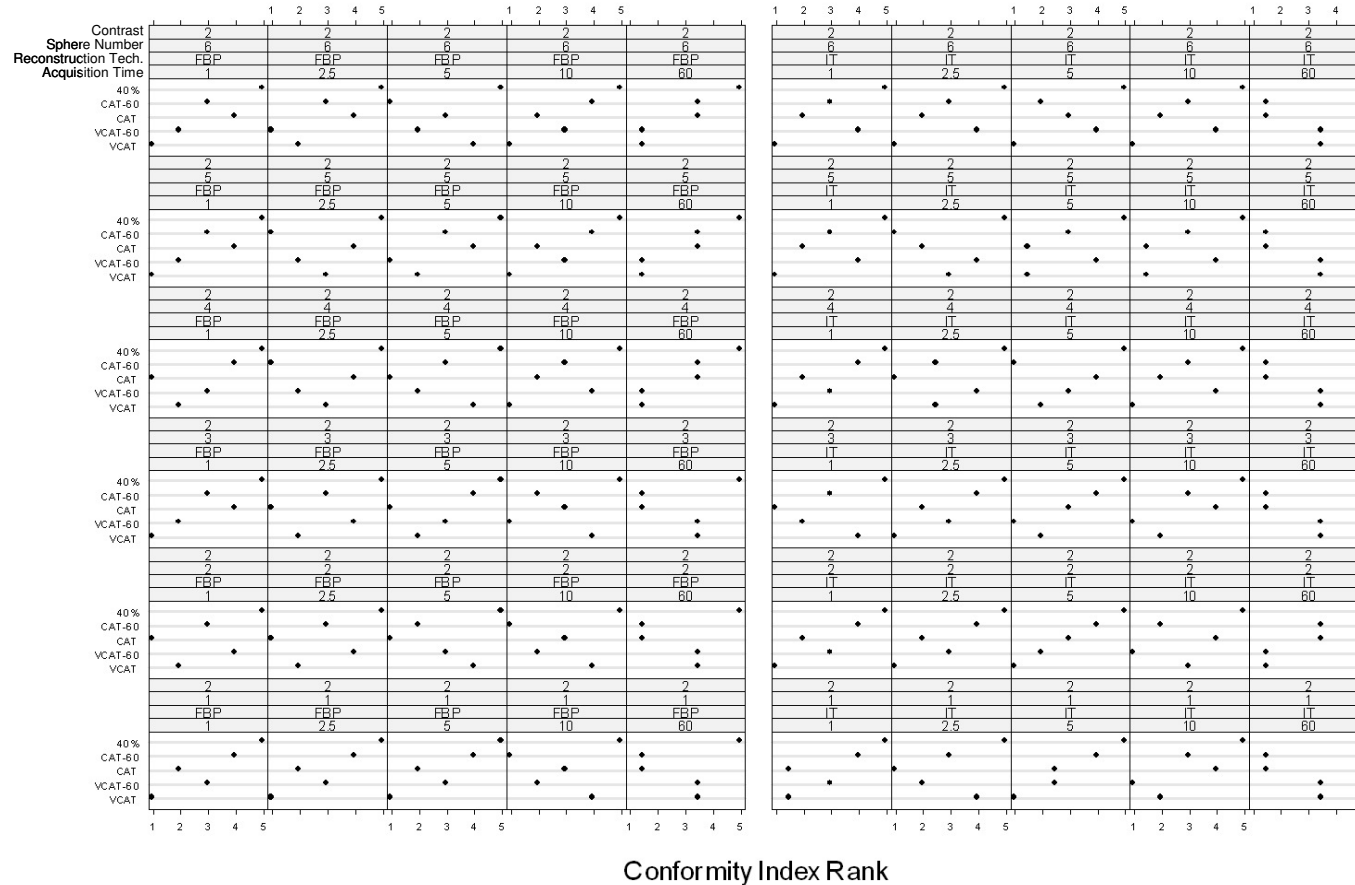 1 2 3 4 5 1 2 3 4 5 1 2 3 4 5 1 2 3 4
Contrast 2 2 2 2 2 2 2 2 2 2
Sphere Number 6 6 6 6 6 6 6 6 6 6
Reconstruction Tech. FBP FBP FBP FBP FBP IT IT IT IT IT
Acquisition Time 1 2.5 5 10 60 1 2.5 5 10 60
40%
CAT-60
CAT
VCAT-60
VCAT
2 2 2 2 2 2 2 2 2 2
5 5 5 5 5 5 5 5 5 5
FBP FBP FBP FBP FBP IT IT IT IT IT
1 2.5 5 10 60 1 2.5 5 10 60
40%
CAT-60
CAT
VCAT-60
VCAT
2 2 2 2 2 2 2 2 2 2
4 4 4 4 4 4 4 4 4 4
FBP FBP FBP FBP FBP IT IT IT IT IT
1 2.5 5 10 60 1 2.5 5 10 60
40%
CAT-60
CAT
VCAT-60
VCAT
2 2 2 2 2 2 2 2 2 2
3 3 3 3 3 3 3 3 3 3
FBP FBP FBP FBP FBP IT IT IT IT IT
1 2.5 5 10 60 1 2.5 5 10 60
40%
CAT-60
CAT
VCAT-60
VCAT
2 2 2 2 2 2 2 2 2 2
2 2 2 2 2 2 2 2 2 2
FBP FBP FBP FBP FBP IT IT IT IT IT
1 2.5 5 10 60 1 2.5 5 10 60
40%
CAT-60
CAT
VCAT-60
VCAT
2 2 2 2 2 2 2 2 2 2
1 1 1 1 1 1 1 1 1 1
FBP FBP FBP FBP FBP IT IT IT IT IT
1 2.5 5 10 60 1 2.5 5 10 60
40%
CAT-60
CAT
VCAT-60
VCAT
1 2 3 4 5 1 2 3 4 5 1 2 3 4 5 1 2 3 4 5 1 2 3 4 5 1 2 3 4 5
Conformity Index Rank